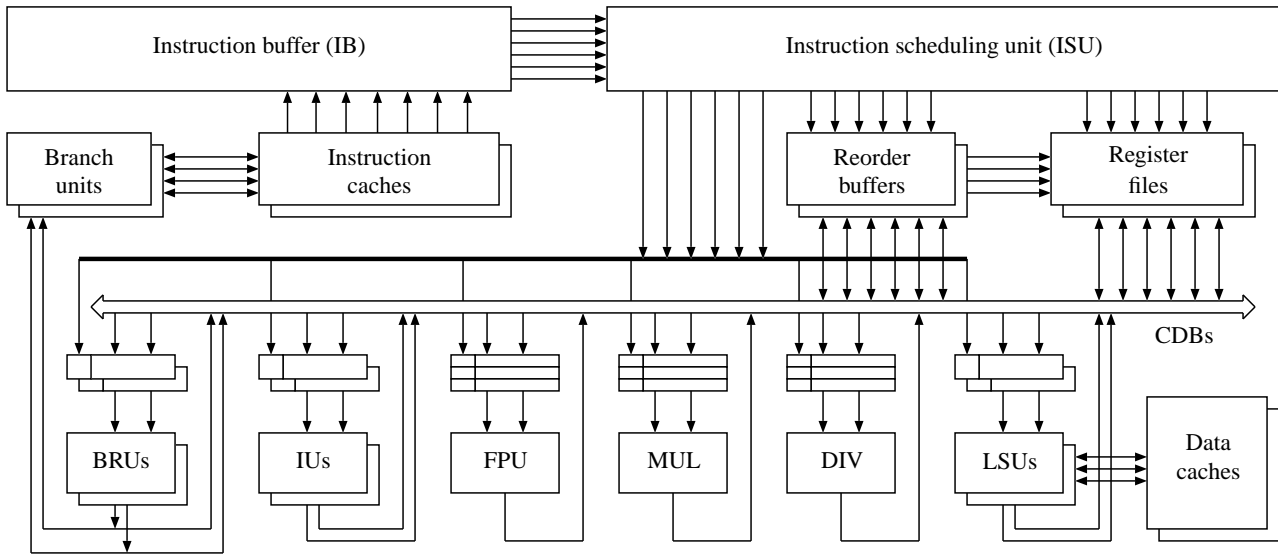 Instruction buffer (IB)
Instruction scheduling unit (ISU)
Branch
units
Instruction
caches
Reorder
buffers
Register
files
CDBs
BRUs
IUs
FPU
MUL
DIV
LSUs
Data
caches